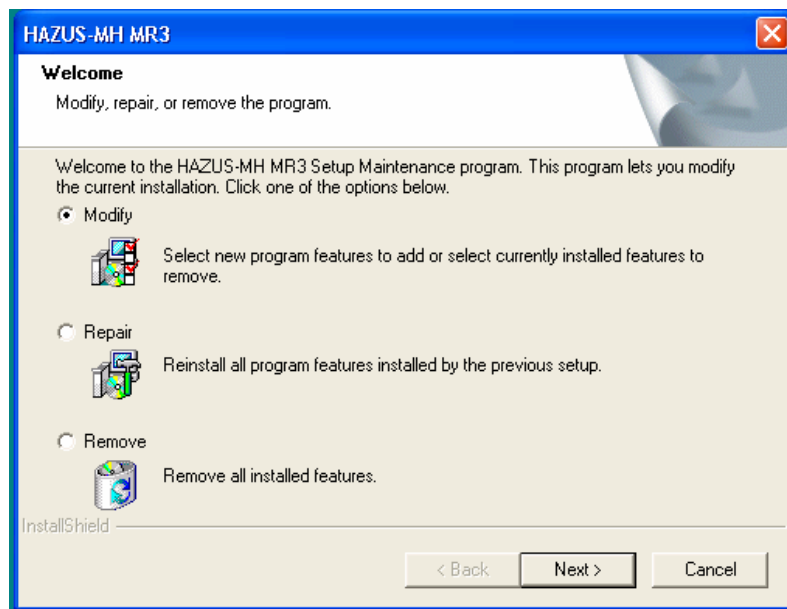 HAZUS-MH MR3
Welcome
Modify, repair, or remove the program.
Welcome to the HAZUS-MH MR3 Setup Maintenance program. This program lets you modify
the current installation. Click one of the options below.
Modify
Select new program features to add or select currently installed features to
remove.
Repair
Reinstall all program features installed by the previous setup.
Remove
Remove all installed features.
InstallShield
< Back
Next >
Cancel